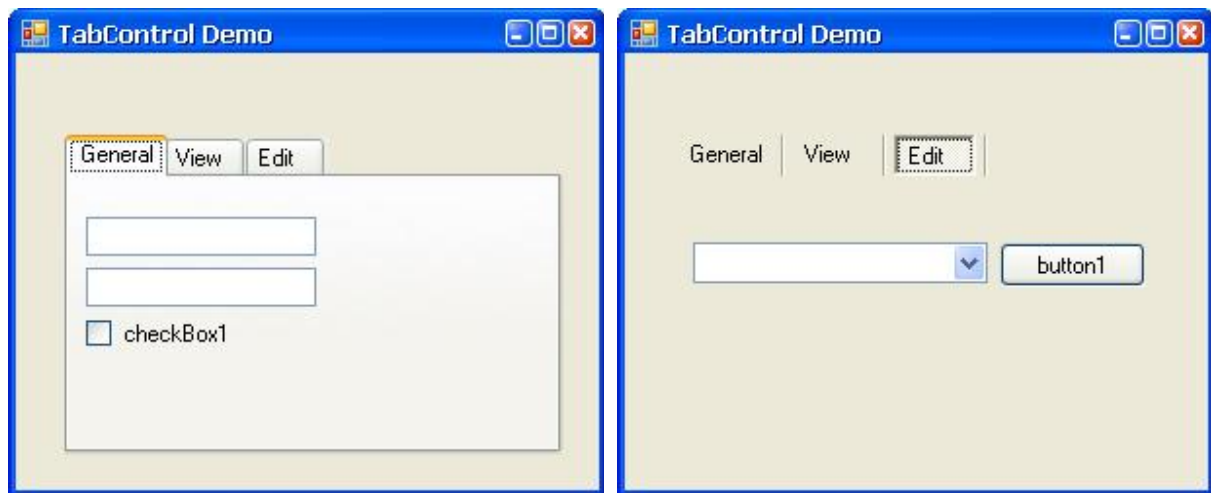 TabControl Demo
General View Edit
checkBox1
TabControl Demo
General View Edit
button1